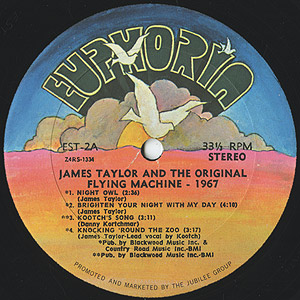 EUPHORIA
EST-2A
33⅓ RPM
Z4RS-1334
STEREO
JAMES TAYLOR AND THE ORIGINAL
FLYING MACHINE - 1967
*1. NIGHT OWL (3:36)
(James Taylor)
*2. BRIGHTEN YOUR NIGHT WITH MY DAY (4:10)
(James Taylor)
**3. KOOTCH'S SONG (3:11)
(Danny Kortchmar)
*4. KNOCKING 'ROUND THE ZOO (3:17)
(James Taylor-Lead vocal by Kootch)
*Pub. by Blackwood Music Inc. &
Country Road Music Inc.-BMI
**Pub. by Blackwood Music Inc.-BMI
PROMOTED AND MARKETED BY THE JUBILEE GROUP